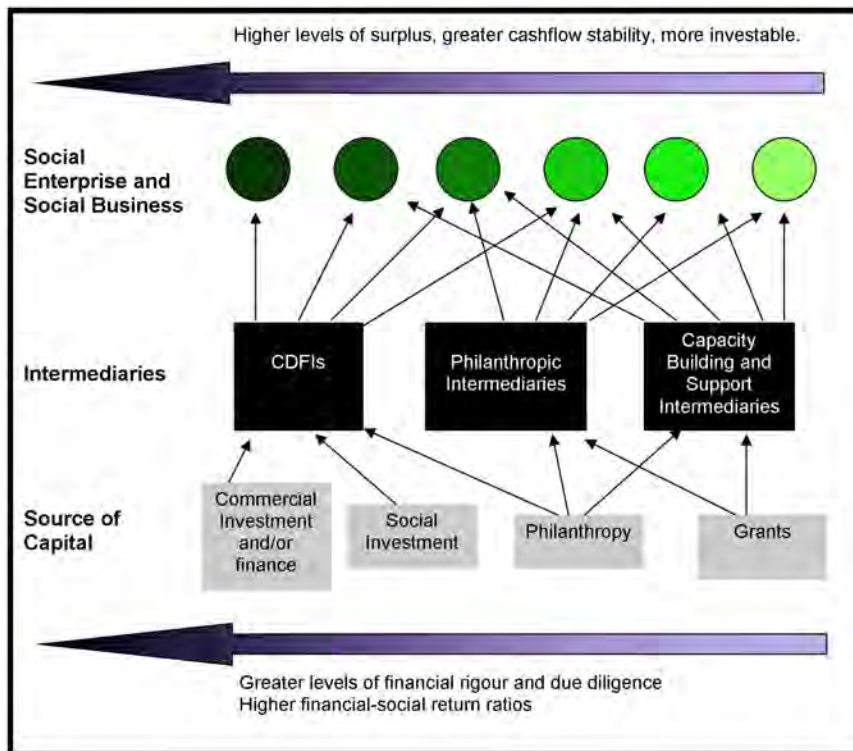 Higher levels of surplus, greater cashflow stability, more investable.
Social
Enterprise and
Social Business
Intermediaries
CDFIs
Philanthropic
Intermediaries
Capacity
Building and
Support
Intermediaries
Source of
Capital
Commercial
Investment
and/or
finance
Social
Investment
Philanthropy
Grants
Greater levels of financial rigour and due diligence
Higher financial-social return ratios